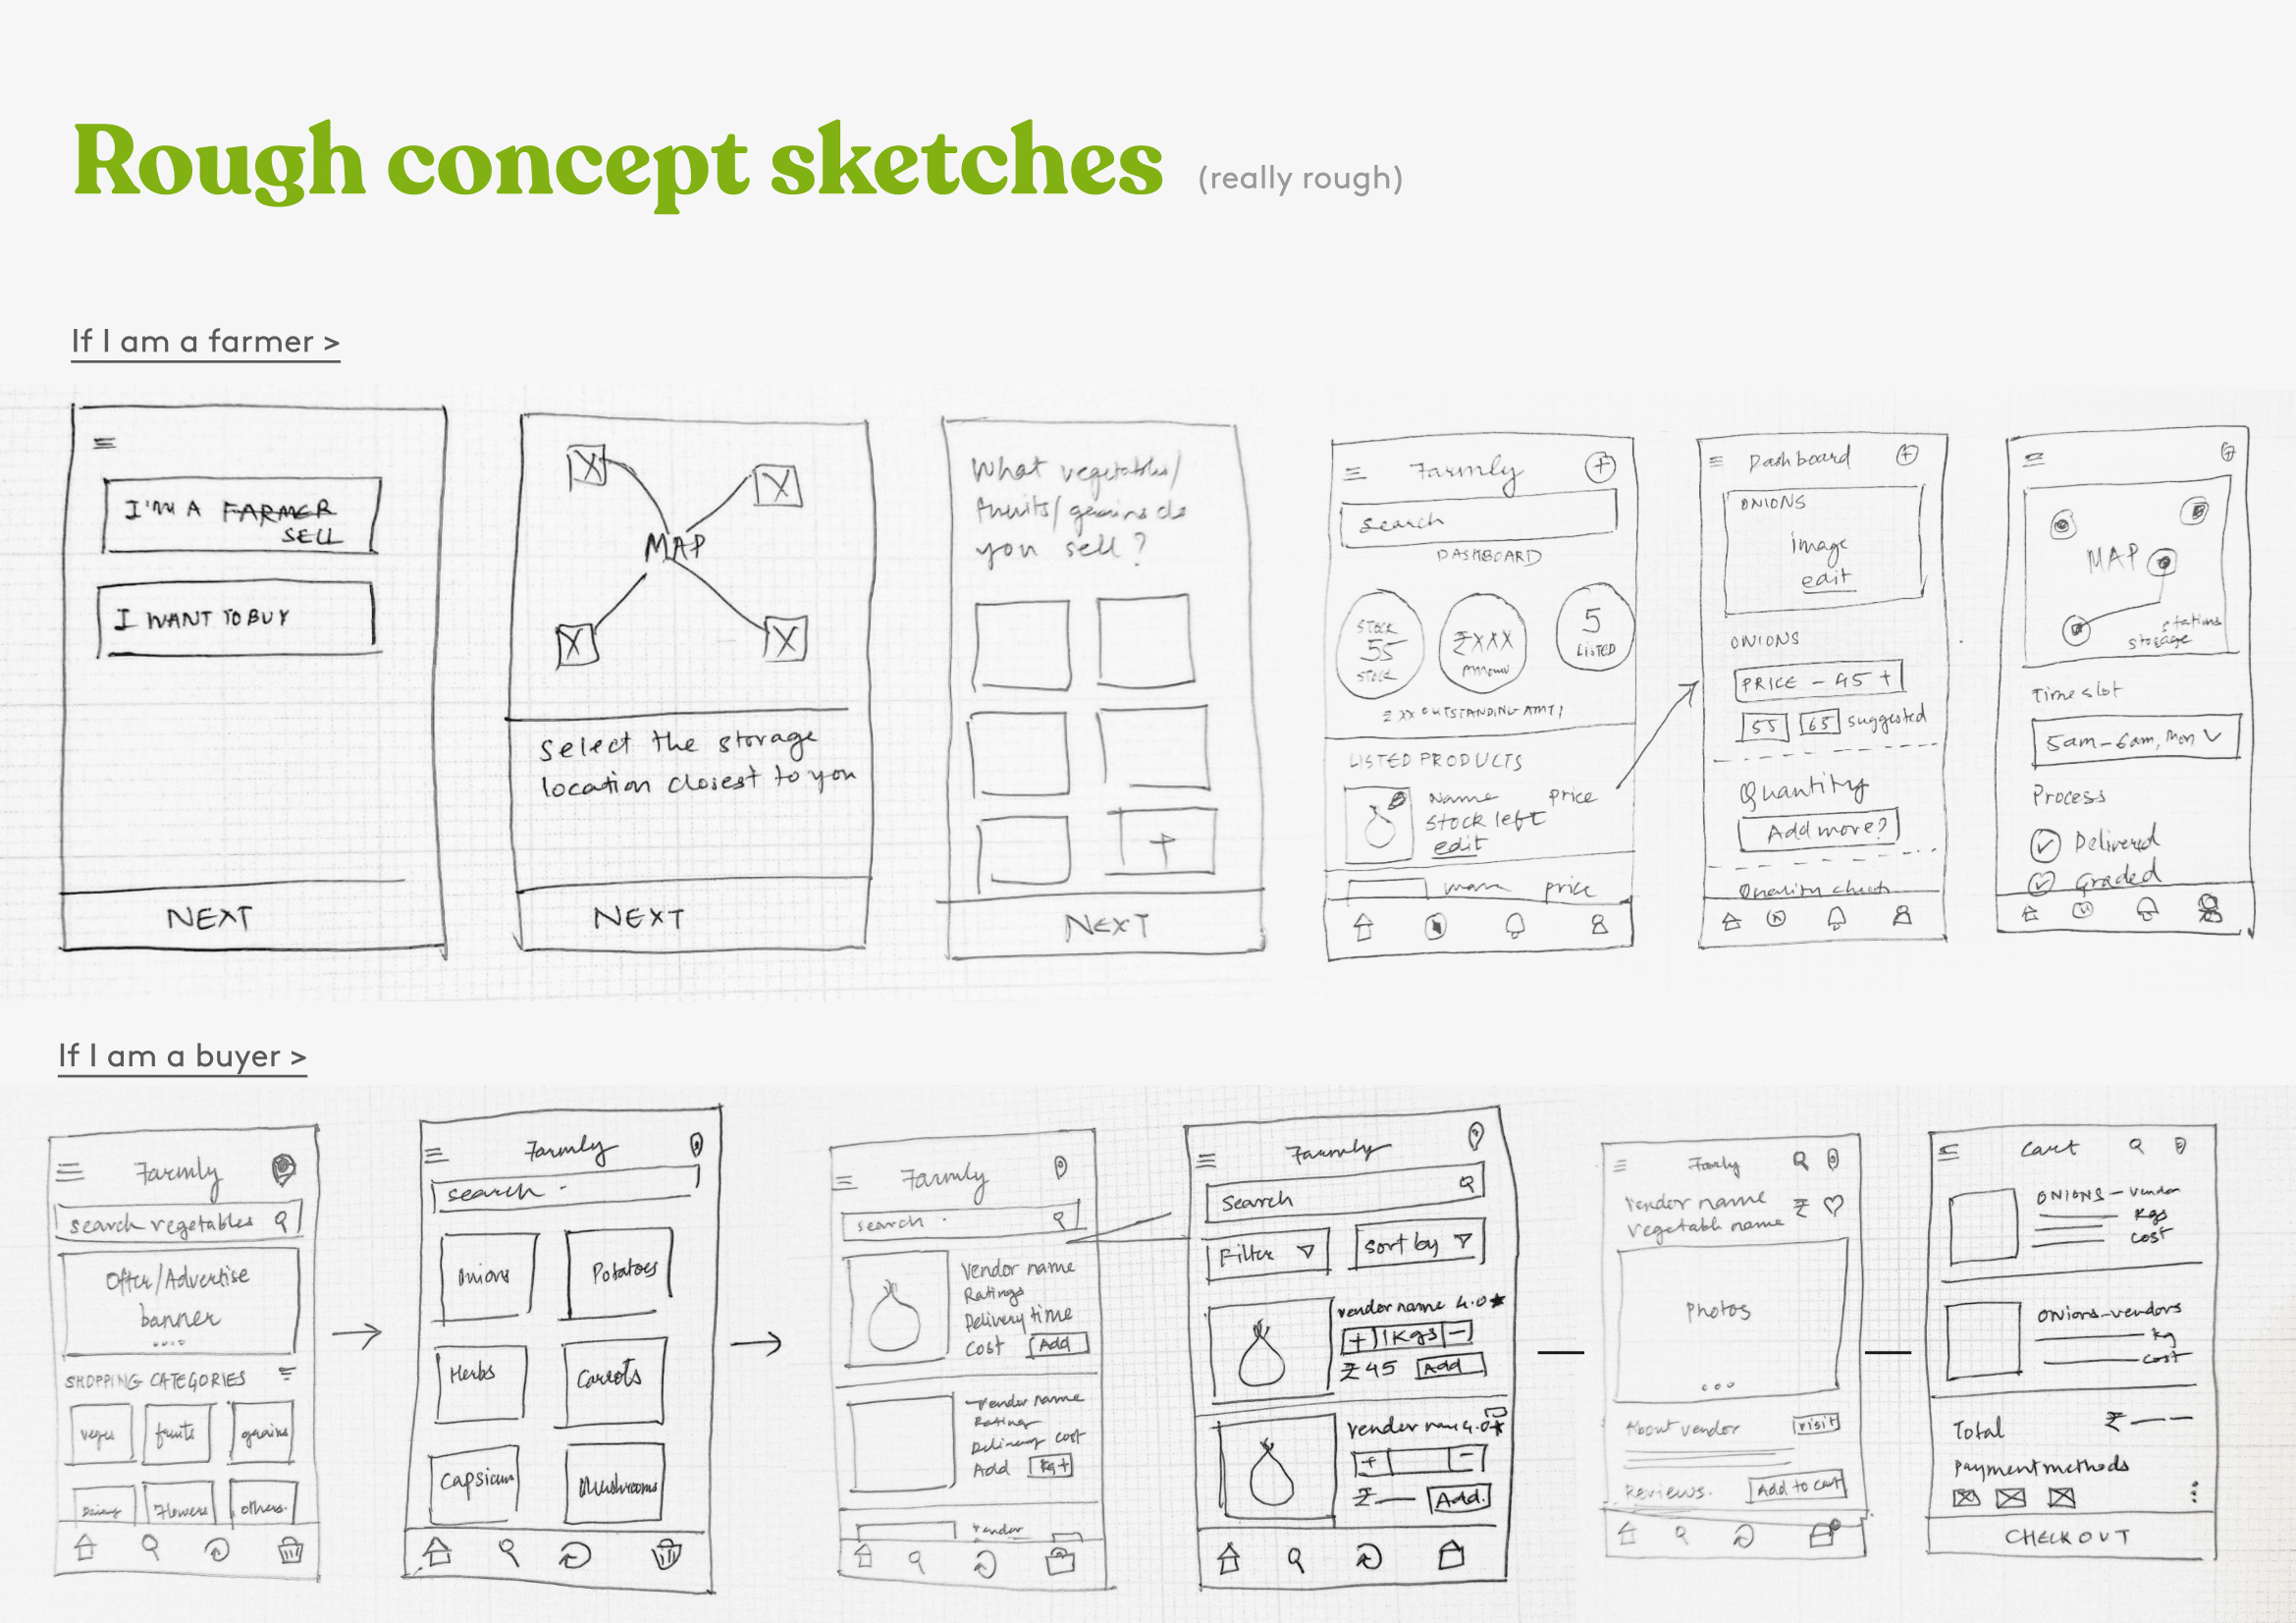 Rough concept sketches (really rough)
If I am a farmer >
I'M A FARMER
SELL
I WANT TO BUY
NEXT
MAP
Select the storage
location closest to you
NEXT
What vegetables/
fruits/grains do
you sell?
NEXT
Farmly
search
DASHBOARD
STOCK
55
STOCK
₹XXX
5
LISTED
₹ XX OUTSTANDING AMT
LISTED PRODUCTS
Name price
Stock left
edit
price
Dashboard
ONIONS
image
edit
ONIONS
PRICE - 45 +
55 65 suggested
Quantity
Add more?
Quality check
MAP
stations
storage
Time slot
5am-6am, Mon
Process
Delivered
Graded
If I am a buyer >
Farmly
search vegetables
Offer/Advertise
banner
SHOPPING CATEGORIES
veges fruits grains
Dairy Flowers others.
Farmly
search
Onions Potatoes
Herbs Carrots
Capsicum Mushrooms
Farmly
search
Vendor name
Ratings
Delivery time
Cost Add
Vendor name
Rating
Delivery cost
Add kg+
vendor
Farmly
Search
Filter sort by
vendor name 4.0★
+ 1 Kgs -
₹45 Add
vendor name 4.0★
+ -
₹ — Add.
Farmly
Vendor name ₹
vegetable name
Photos
About vendor visit
Reviews. Add to cart
Cart
ONIONS - Vendor
kgs
cost
Onions-vendors
kg
cost
Total ₹ — —
Payment methods
CHECKOUT